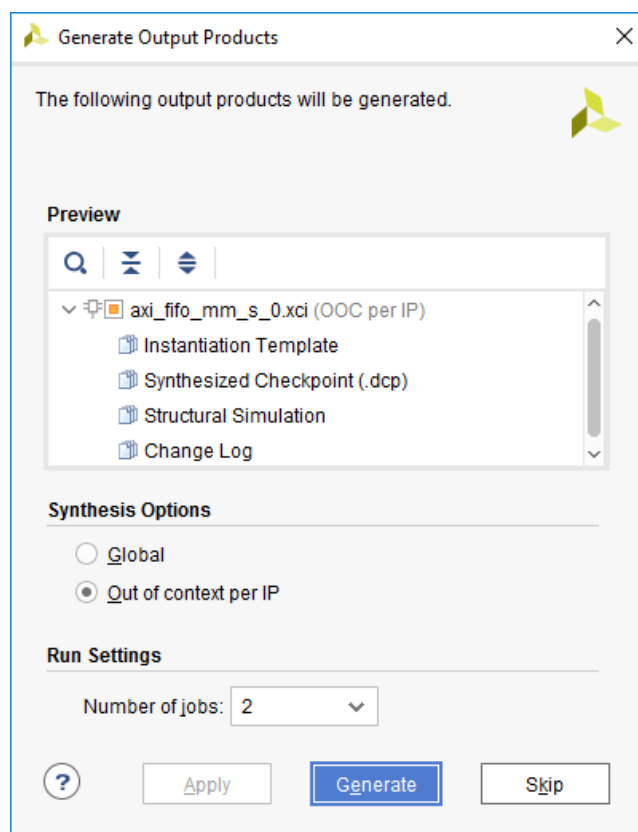 Generate Output Products
The following output products will be generated.
Preview
axi_fifo_mm_s_0.xci (OOC per IP)
Instantiation Template
Synthesized Checkpoint (.dcp)
Structural Simulation
Change Log
Synthesis Options
Global
Out of context per IP
Run Settings
Number of jobs: 2
? Apply Generate Skip